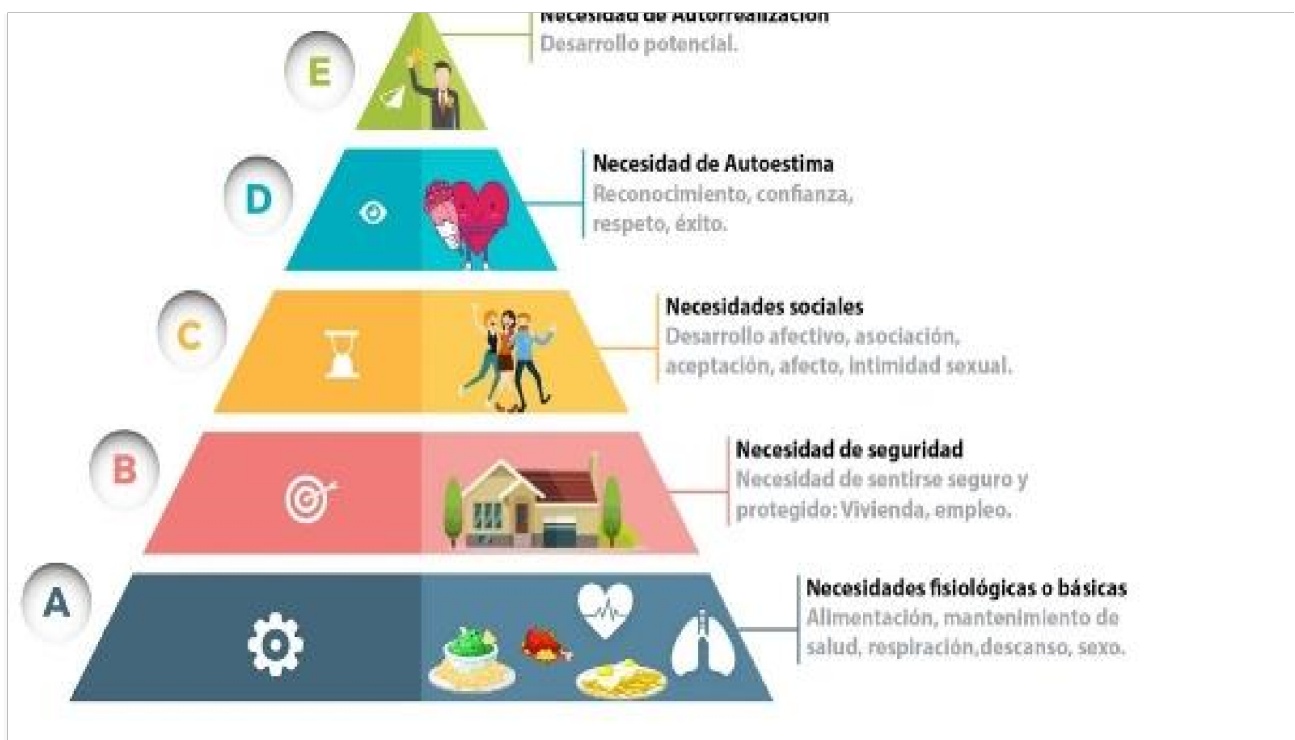 Necesidad de Autorrealización
Desarrollo potencial.
E
Necesidad de Autoestima
Reconocimiento, confianza,
respeto, éxito.
D
Necesidades sociales
Desarrollo afectivo, asociación,
aceptación, afecto, intimidad sexual.
C
Necesidad de seguridad
Necesidad de sentirse seguro y
protegido: Vivienda, empleo.
B
Necesidades fisiológicas o básicas
Alimentación, mantenimiento de
salud, respiración,descanso, sexo.
A